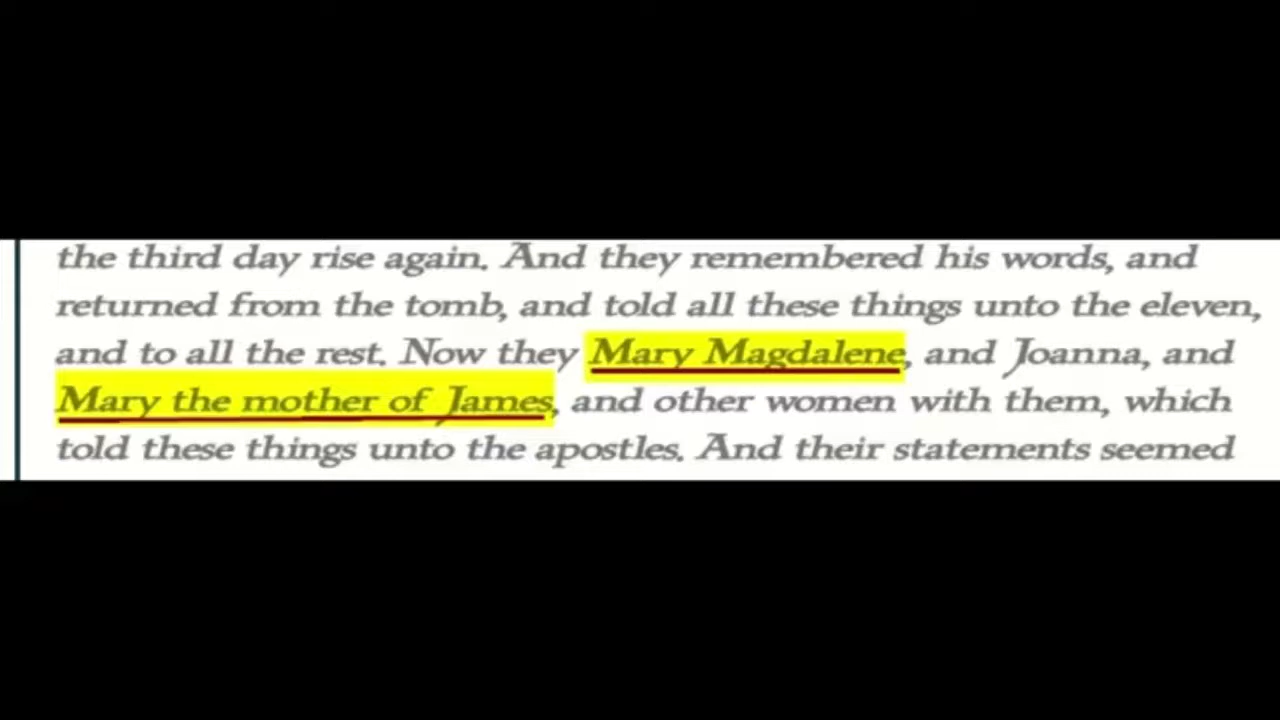 the third day rise again. And they remembered his words, and
returned from the tomb, and told all these things unto the eleven,
and to all the rest. Now they Mary Magdalene, and Joanna, and
Mary the mother of James, and other women with them, which
told these things unto the apostles. And their statements seemed